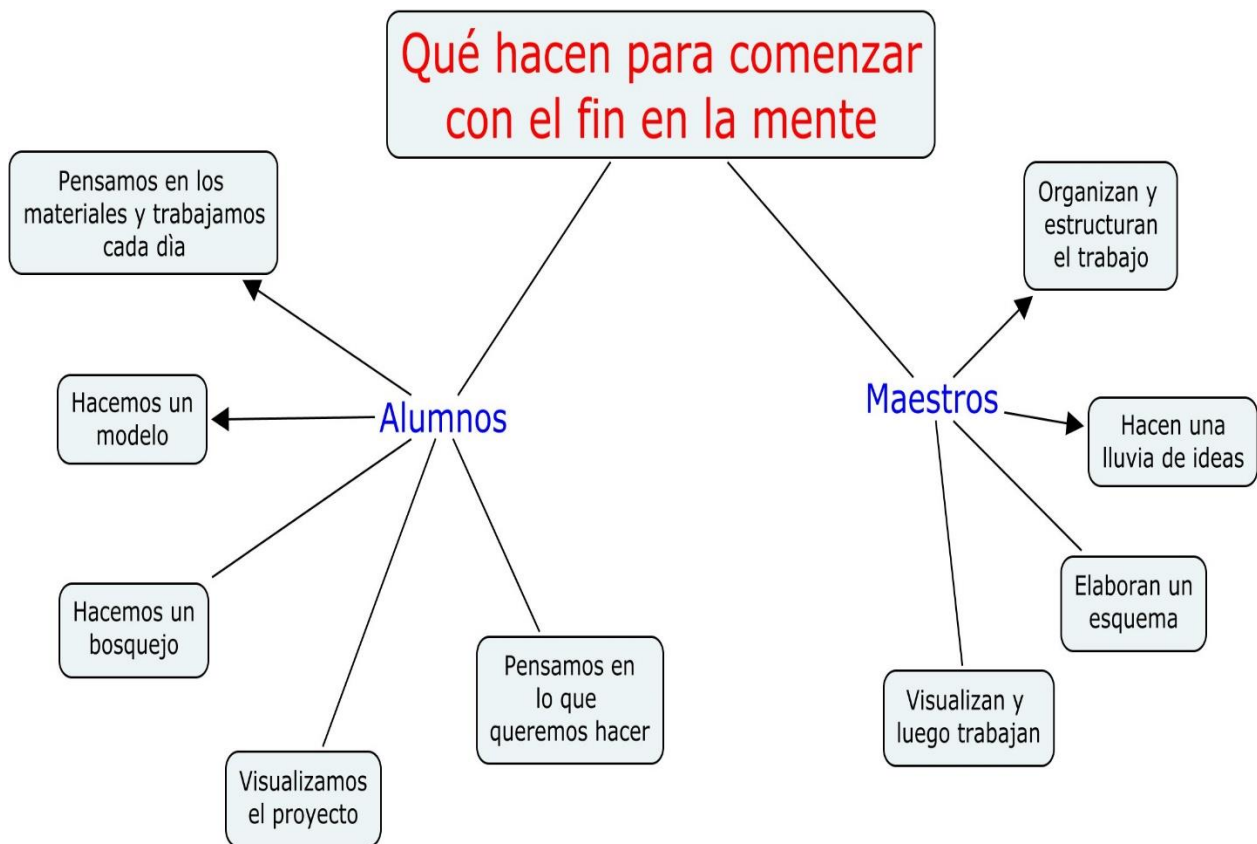 Qué hacen para comenzar
con el fin en la mente
Pensamos en los
materiales y trabajamos
cada dìa
Organizan y
estructuran
el trabajo
Alumnos
Maestros
Hacemos un
modelo
Hacen una
lluvia de ideas
Hacemos un
bosquejo
Elaboran un
esquema
Pensamos en
lo que
queremos hacer
Visualizan y
luego trabajan
Visualizamos
el proyecto